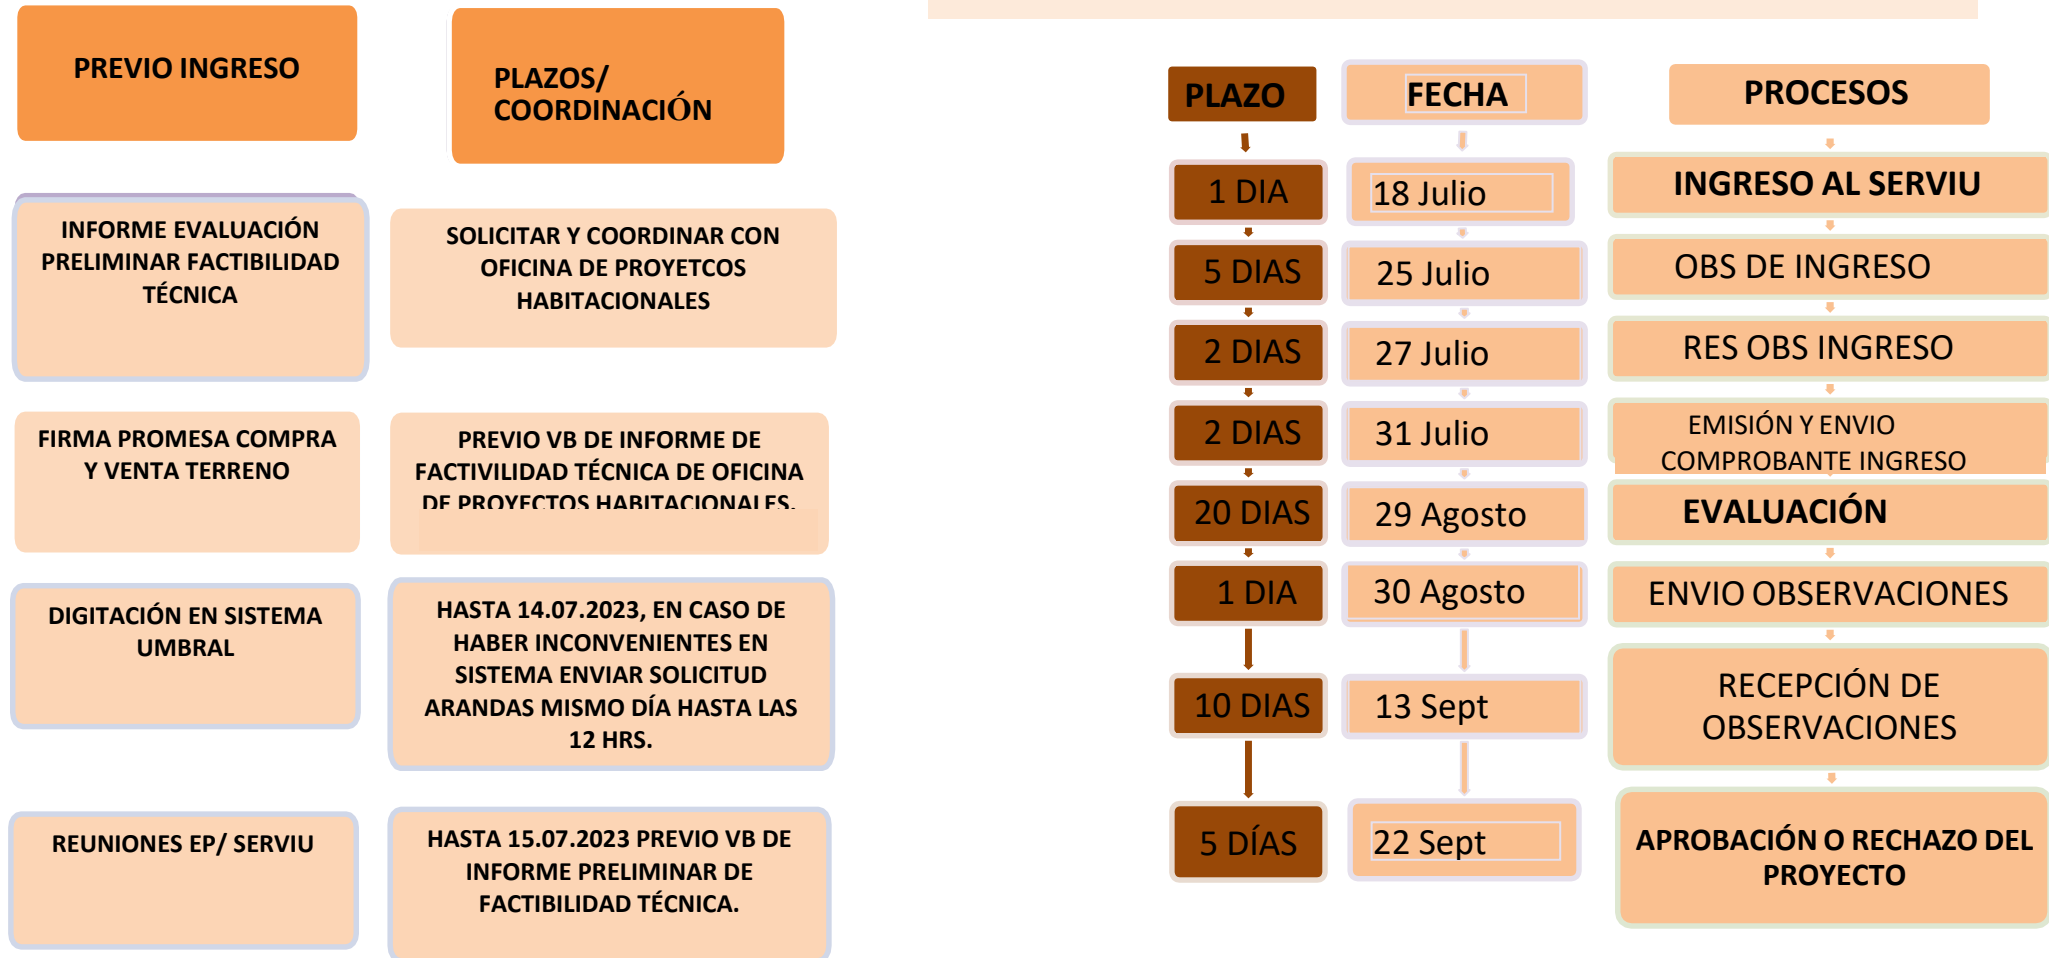 PREVIO INGRESO
PLAZOS/
COORDINACIÓN
INFORME EVALUACIÓN
PRELIMINAR FACTIBILIDAD
TÉCNICA
SOLICITAR Y COORDINAR CON
OFICINA DE PROYETCOS
HABITACIONALES
FIRMA PROMESA COMPRA
Y VENTA TERRENO
PREVIO VB DE INFORME DE
FACTIVILIDAD TÉCNICA DE OFICINA
DE PROYECTOS HABITACIONALES.
DIGITACIÓN EN SISTEMA
UMBRAL
HASTA 14.07.2023, EN CASO DE
HABER INCONVENIENTES EN
SISTEMA ENVIAR SOLICITUD
ARANDAS MISMO DÍA HASTA LAS
12 HRS.
REUNIONES EP/ SERVIU
HASTA 15.07.2023 PREVIO VB DE
INFORME PRELIMINAR DE
FACTIBILIDAD TÉCNICA.
PLAZO
FECHA
PROCESOS
1 DIA
18 Julio
INGRESO AL SERVIU
5 DIAS
25 Julio
OBS DE INGRESO
2 DIAS
27 Julio
RES OBS INGRESO
2 DIAS
31 Julio
EMISIÓN Y ENVIO
COMPROBANTE INGRESO
20 DIAS
29 Agosto
EVALUACIÓN
1 DIA
30 Agosto
ENVIO OBSERVACIONES
10 DIAS
13 Sept
RECEPCIÓN DE
OBSERVACIONES
5 DÍAS
22 Sept
APROBACIÓN O RECHAZO DEL
PROYECTO